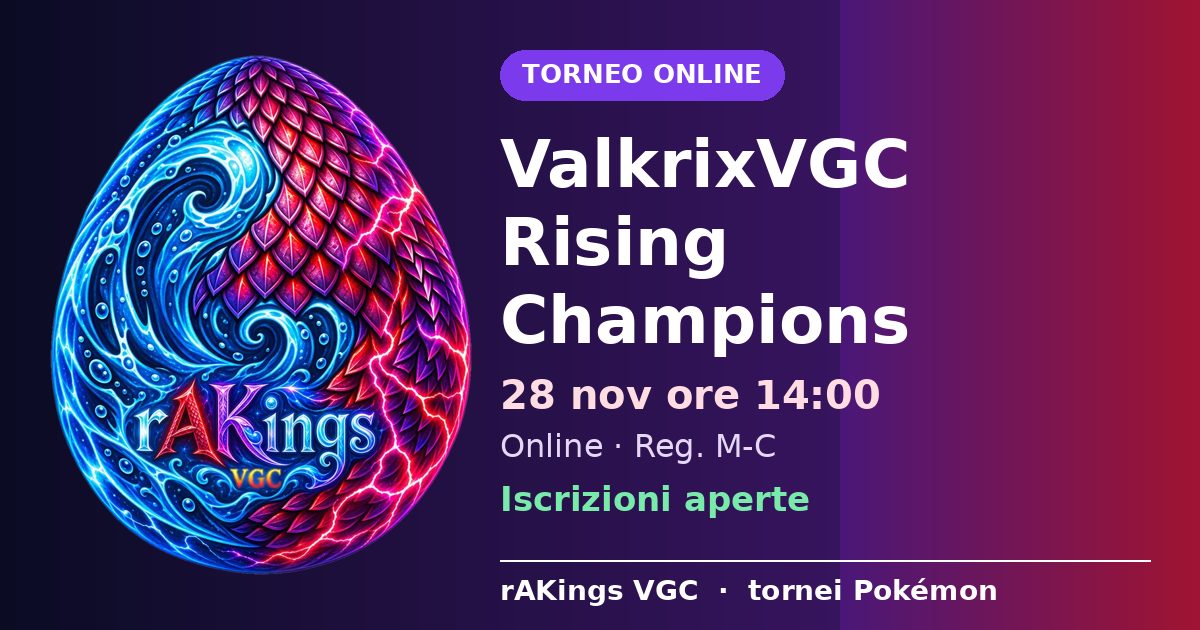 TORNEO ONLINE
ValkrixVGC
Rising
Champions
28 nov ore 14:00
Online · Reg. M-C
Iscrizioni aperte
rAKings
VGC
rAKings VGC · tornei Pokémon